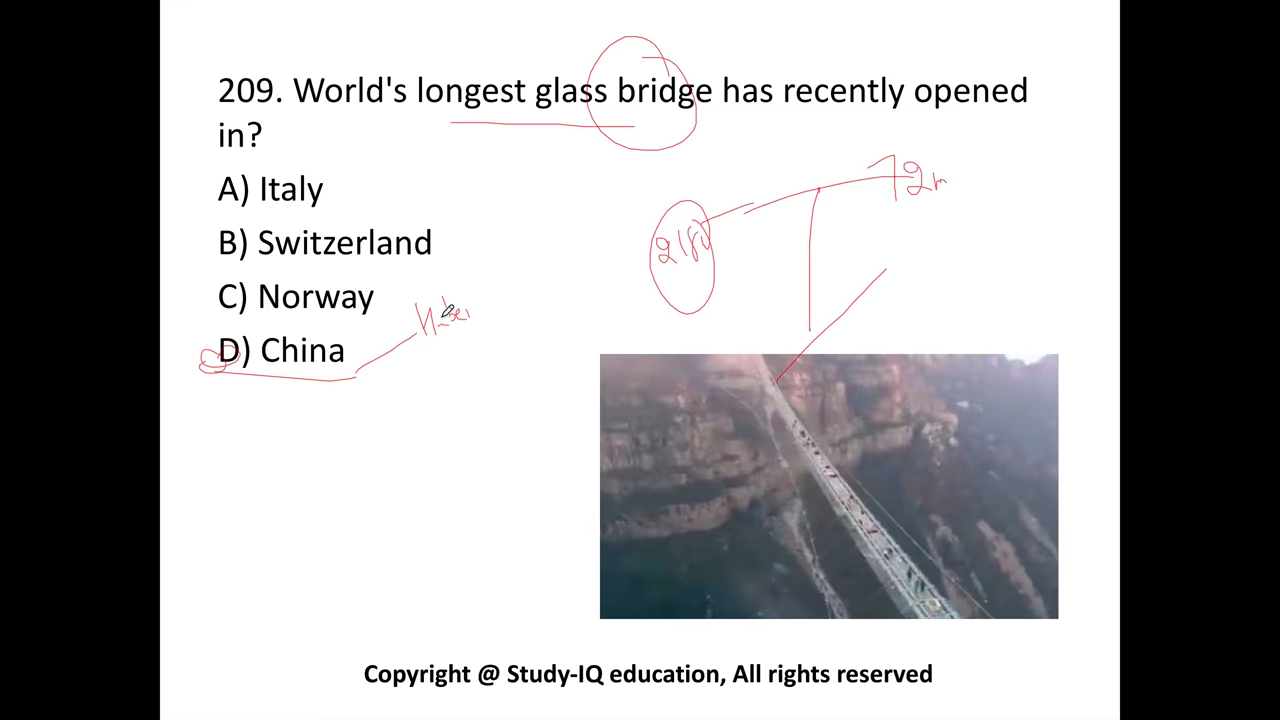 209. World's longest glass bridge has recently opened
in?
A) Italy
B) Switzerland
C) Norway
D) China
Copyright @ Study-IQ education, All rights reserved